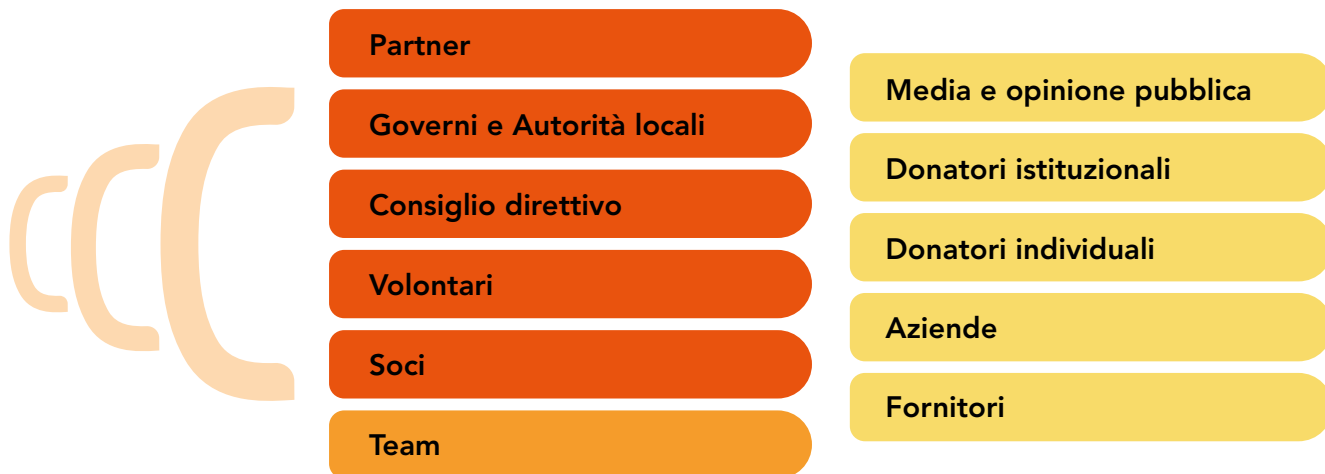 Partner
Governi e Autorità locali
Consiglio direttivo
Volontari
Soci
Team
Media e opinione pubblica
Donatori istituzionali
Donatori individuali
Aziende
Fornitori